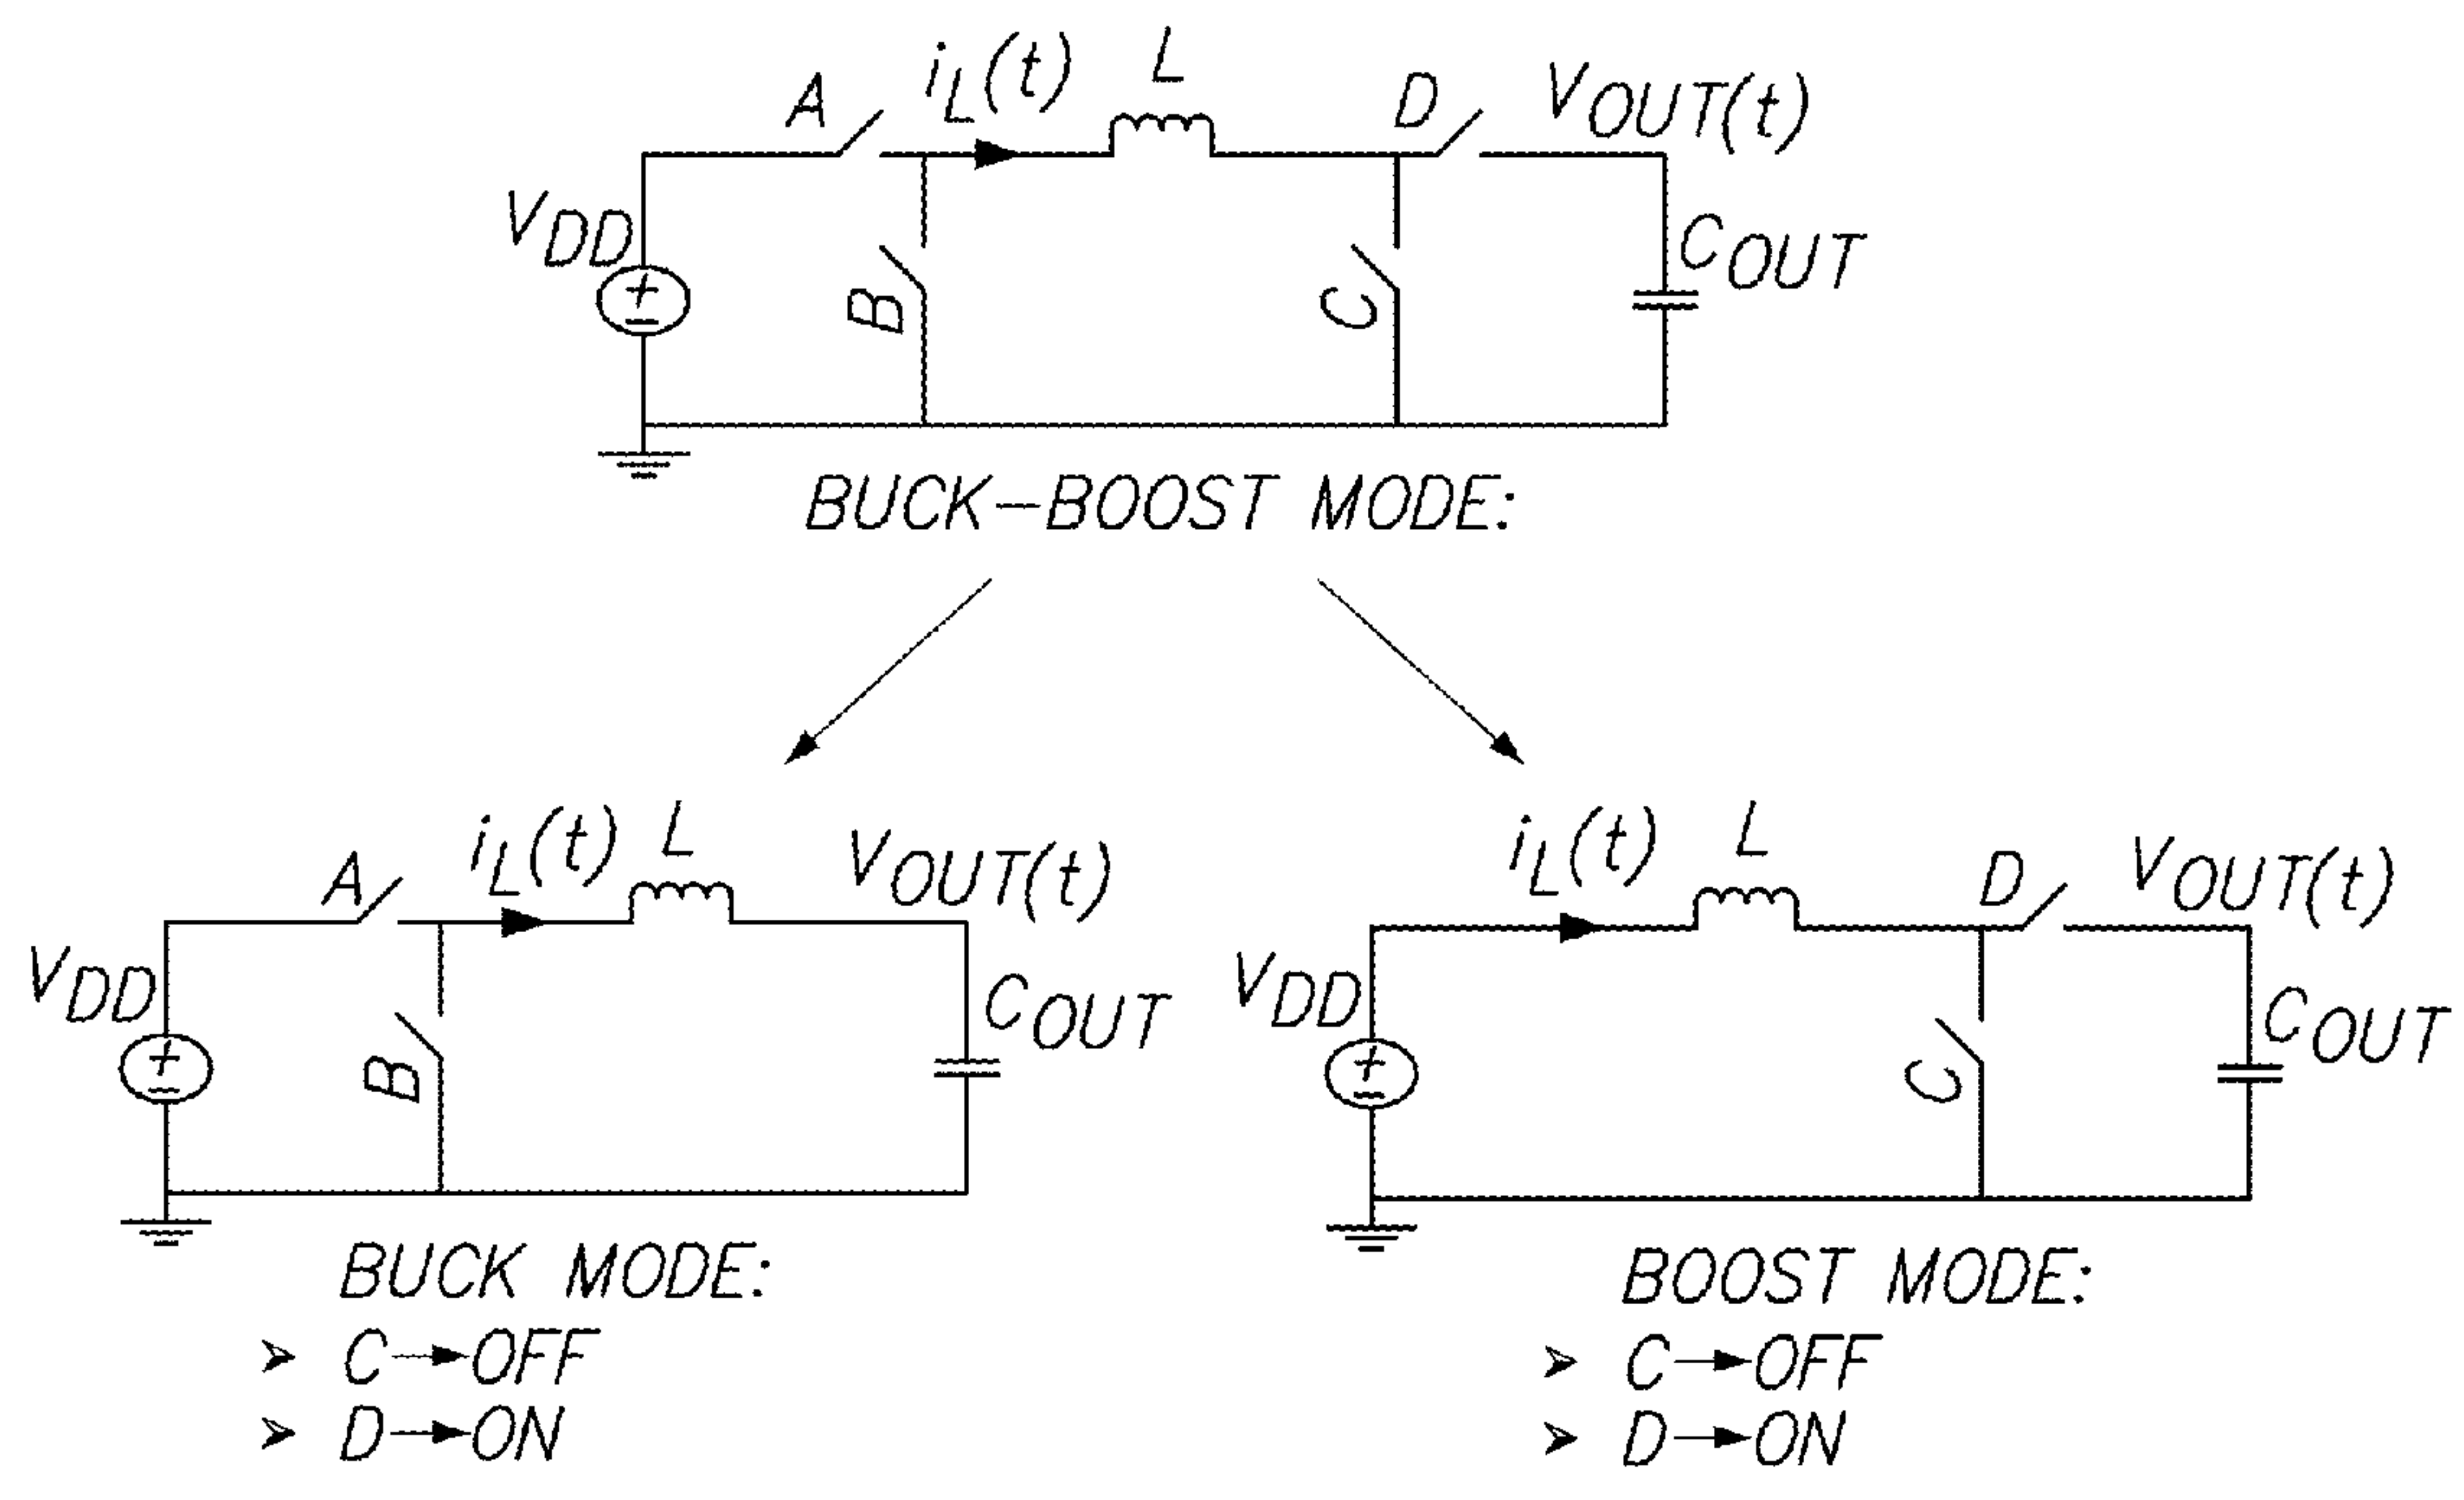 A
iL(t)
L
D
VOUT(t)
VDD
+
−
B
C
COUT
BUCK–BOOST MODE:
A
iL(t)
L
VOUT(t)
VDD
+
−
B
COUT
BUCK MODE:
➢ C→OFF
➢ D→ON
iL(t)
L
D
VOUT(t)
VDD
+
−
C
COUT
BOOST MODE:
➢ C→OFF
➢ D→ON